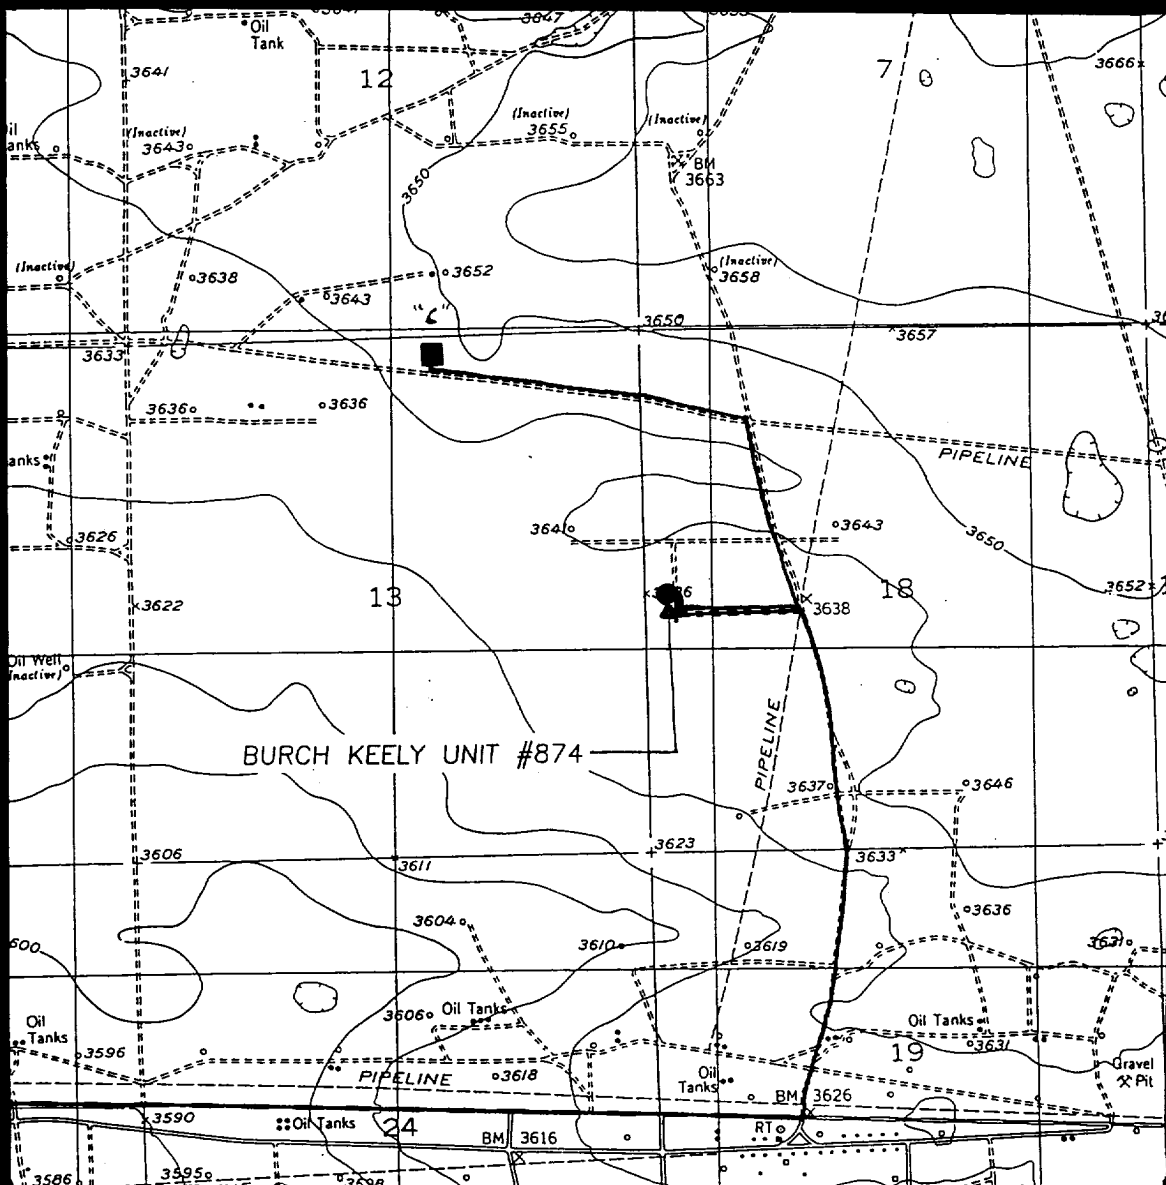 3647
Oil
Tank
3641
12
7
3666
Oil
Tanks
(Inactive)
3643
(Inactive)
3655
(Inactive)
BM
3663
3650
(Inactive)
3638
3652
3643
(Inactive)
3658
"C"
3650
3657
3633
3636
3636
PIPELINE
anks
3626
3641
3643
3650
3622
13
18
3638
3652
Oil Well
(Inactive)
PIPELINE
BURCH KEELY UNIT #874
3637
3646
3606
3611
3623
3633
3604
3610
3619
3636
3631
3600
3606
Oil Tanks
Oil Tanks
Oil
Tanks
3596
PIPELINE
3618
Oil
Tanks
19
3631
Gravel
Pit
BM
3626
3590
Oil Tanks
24
BM
3616
RT
3586
3595
3598